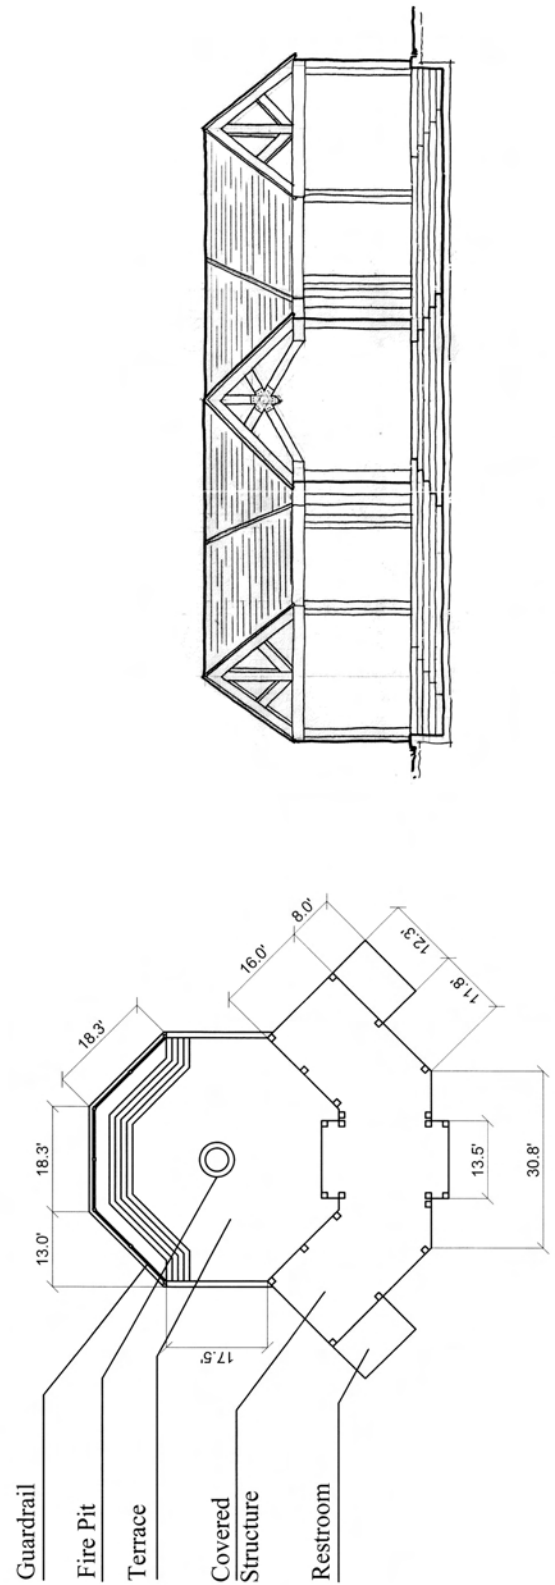 18.3'
18.3'
13.0'
17.5'
16.0'
8.0'
12.3'
11.8'
13.5'
30.8'
Guardrail
Fire Pit
Terrace
Covered
Structure
Restroom